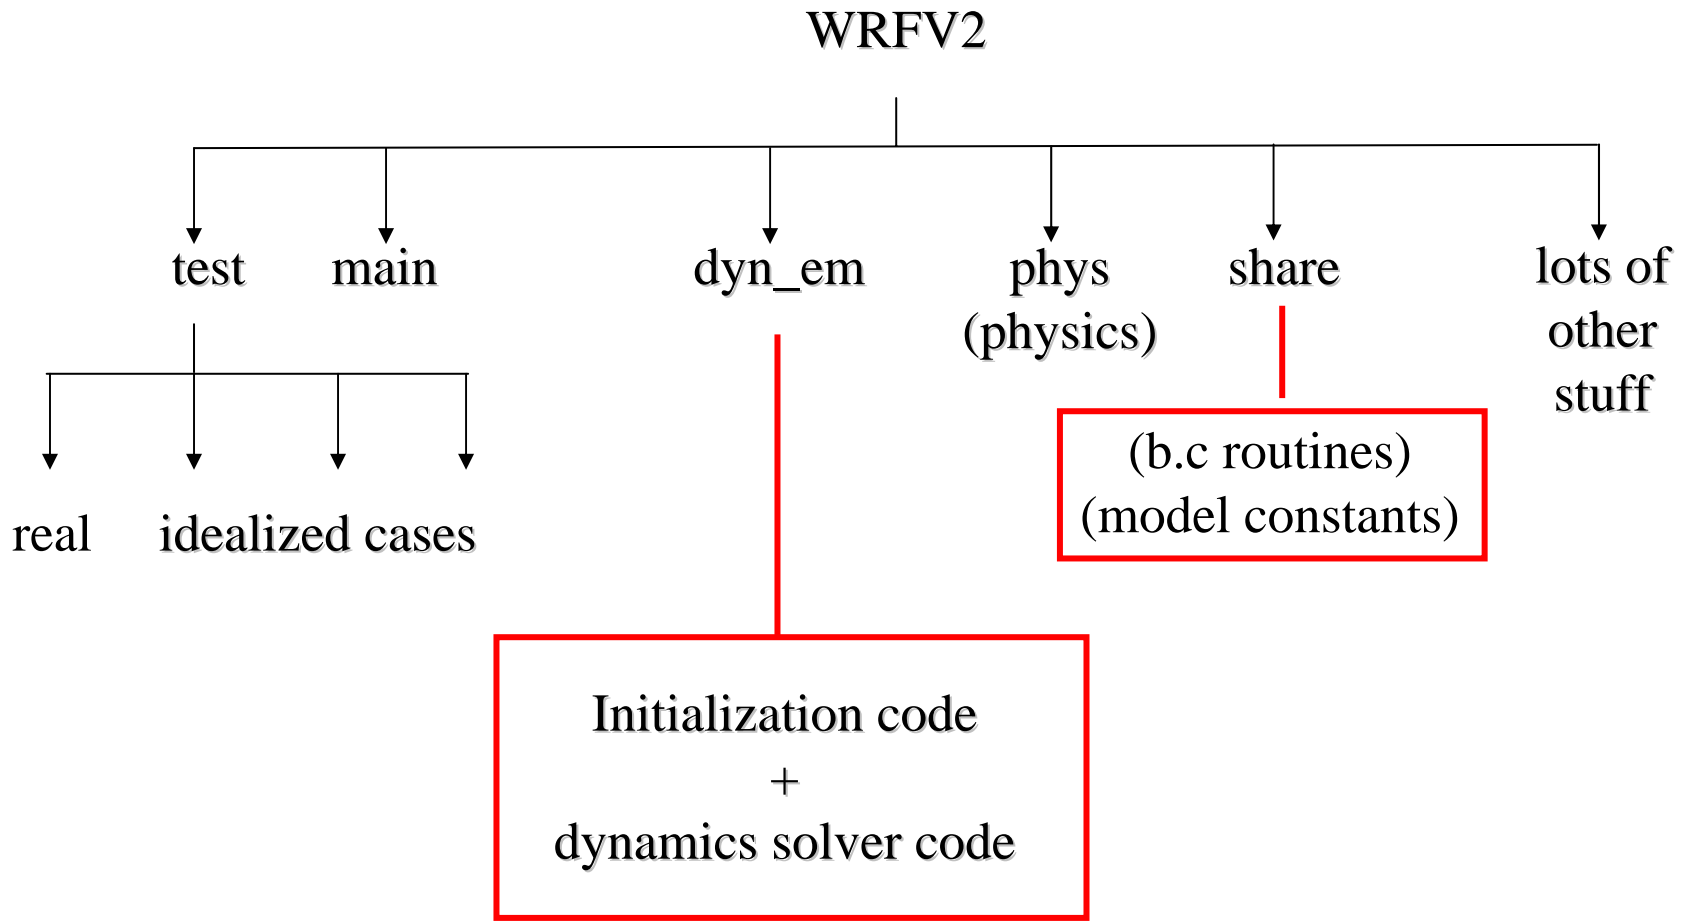 WRFV2
test
main
dyn_em
phys
(physics)
share
lots of
other
stuff
(b.c routines)
(model constants)
real
idealized cases
Initialization code
+
dynamics solver code